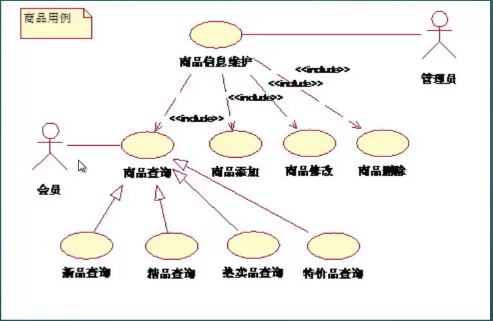 商品用例
商品信息维护
管理员
<<include>>
<<include>>
<<include>>
<<include>>
会员
商品查询
商品添加
商品修改
商品删除
新品查询
精品查询
热卖品查询
特价品查询